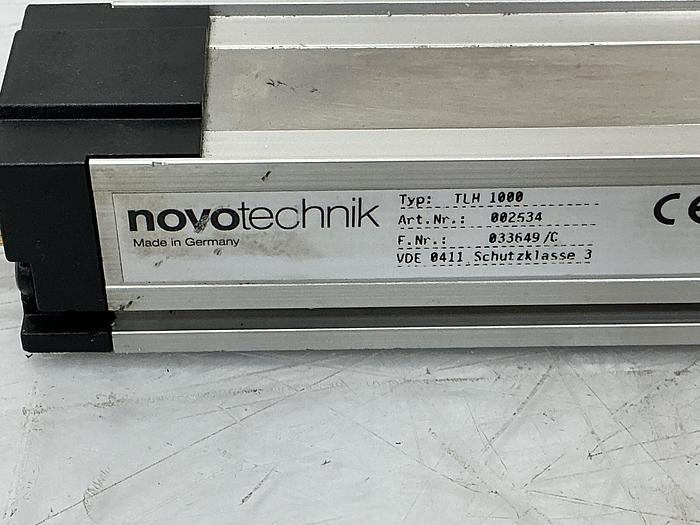 novotechnik
Made in Germany
Typ: TLH 1000
Art.Nr.: 002534
F.Nr.: 033649/C
VDE 0411 Schutzklasse 3
CE